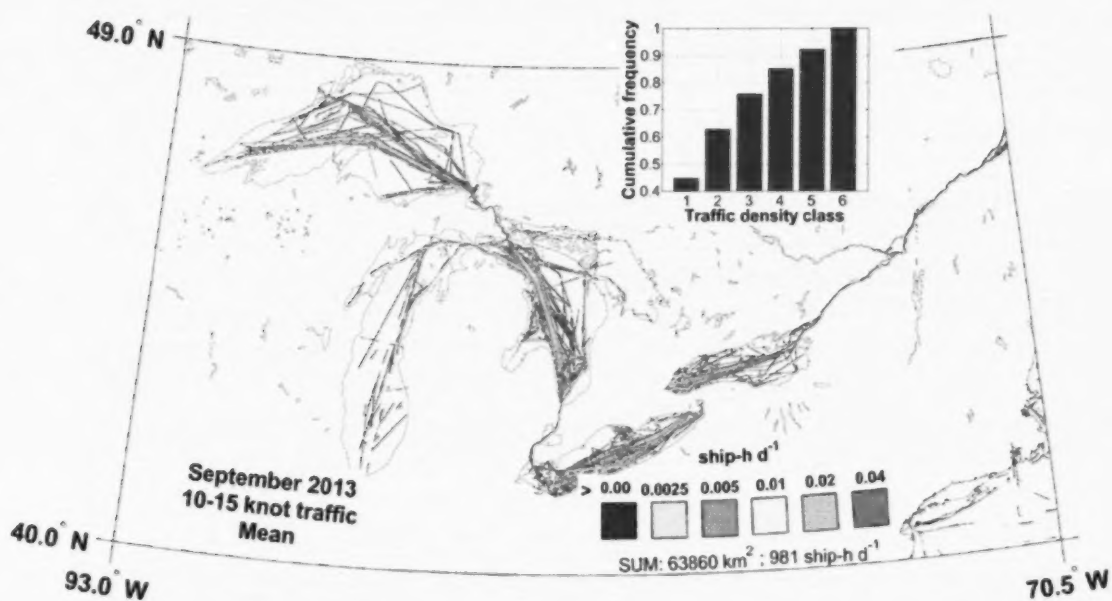 49.0° N
1
0.9
0.8
0.7
0.6
0.5
0.4
Cumulative frequency
1 2 3 4 5 6
Traffic density class
September 2013
10-15 knot traffic
Mean
ship-h d⁻¹
> 0.00 0.0025 0.005 0.01 0.02 0.04
SUM: 63860 km² : 981 ship-h d⁻¹
40.0° N
93.0° W
70.5° W